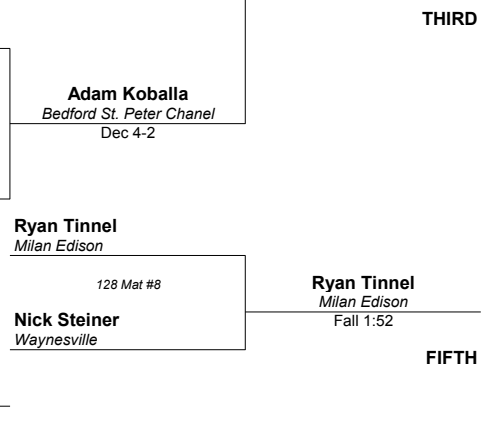 THIRD
Adam Koballa
Bedford St. Peter Chanel
Dec 4-2
Ryan Tinnel
Milan Edison
128 Mat #8
Nick Steiner
Waynesville
Ryan Tinnel
Milan Edison
Fall 1:52
FIFTH